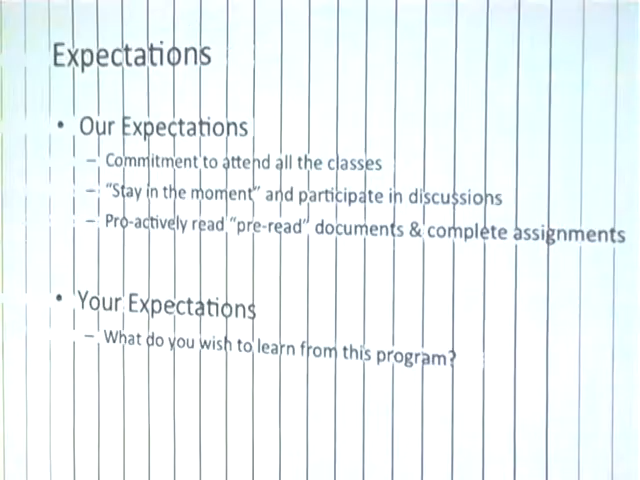 Expectations
• Our Expectations
– Commitment to attend all the classes
– "Stay in the moment" and participate in discussions
– Pro-actively read "pre-read" documents & complete assignments
• Your Expectations
– What do you wish to learn from this program?